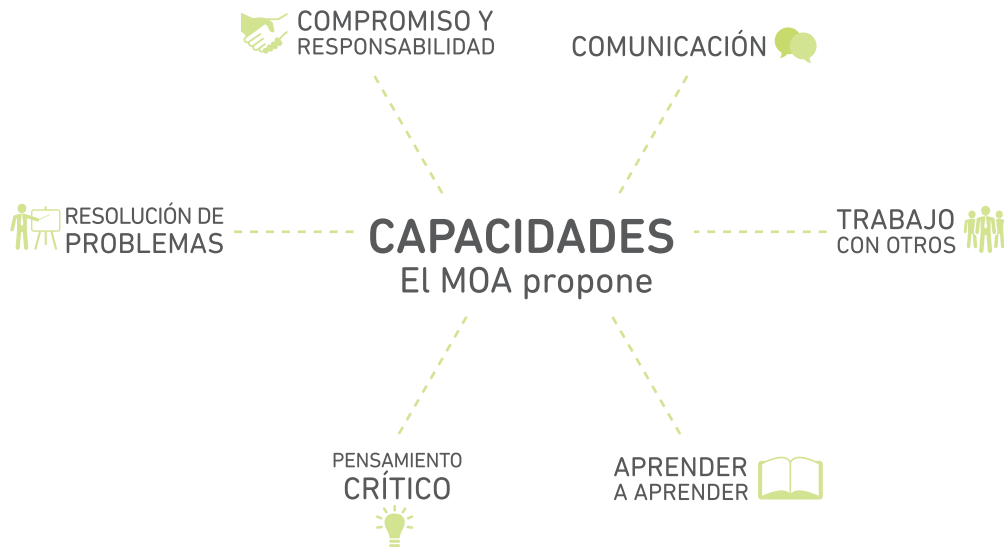 COMPROMISO Y
RESPONSABILIDAD
COMUNICACIÓN
RESOLUCIÓN DE
PROBLEMAS
CAPACIDADES
El MOA propone
TRABAJO
CON OTROS
PENSAMIENTO
CRÍTICO
APRENDER
A APRENDER